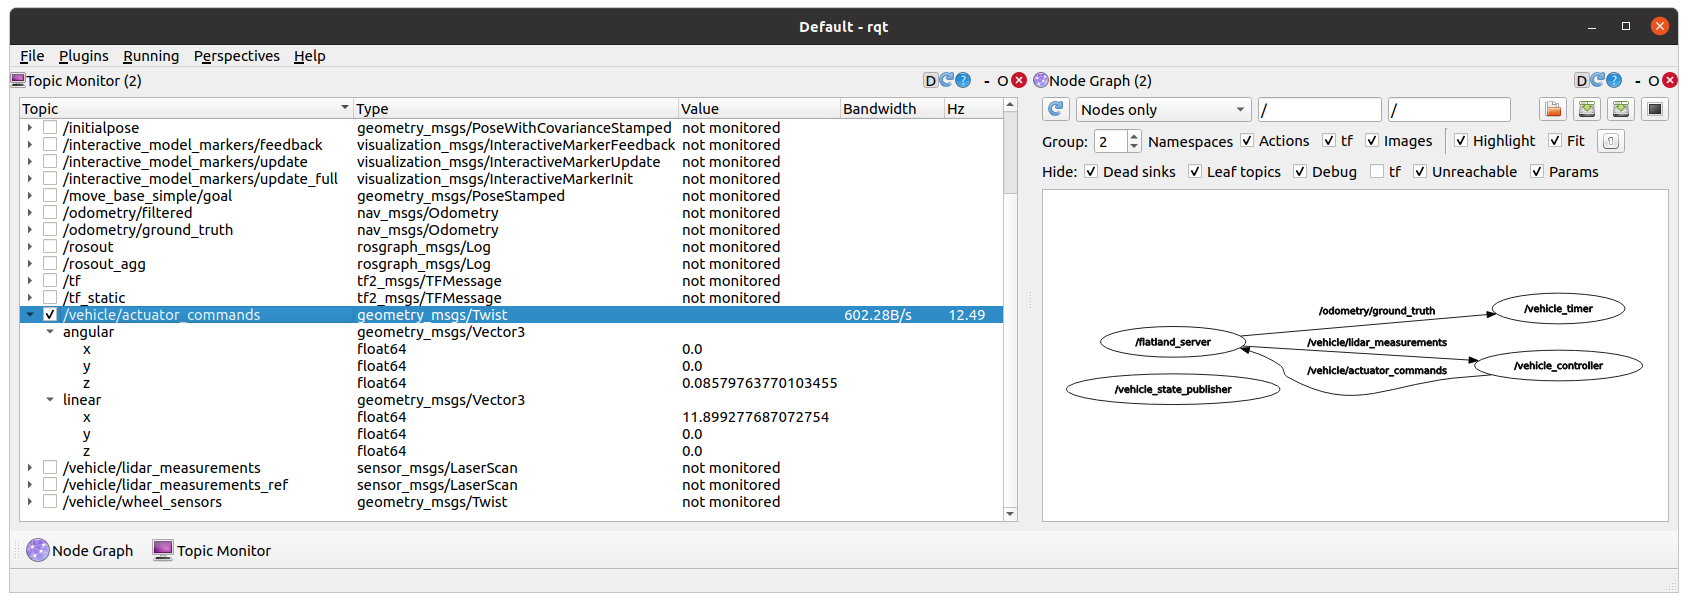 Default - rqt
File Plugins Running Perspectives Help
Topic Monitor (2) D ? - O
Topic Type Value Bandwidth Hz
/initialpose geometry_msgs/PoseWithCovarianceStamped not monitored
/interactive_model_markers/feedback visualization_msgs/InteractiveMarkerFeedback not monitored
/interactive_model_markers/update visualization_msgs/InteractiveMarkerUpdate not monitored
/interactive_model_markers/update_full visualization_msgs/InteractiveMarkerInit not monitored
/move_base_simple/goal geometry_msgs/PoseStamped not monitored
/odometry/filtered nav_msgs/Odometry not monitored
/odometry/ground_truth nav_msgs/Odometry not monitored
/rosout rosgraph_msgs/Log not monitored
/rosout_agg rosgraph_msgs/Log not monitored
/tf tf2_msgs/TFMessage not monitored
/tf_static tf2_msgs/TFMessage not monitored
/vehicle/actuator_commands geometry_msgs/Twist 602.28B/s 12.49
angular geometry_msgs/Vector3
x float64 0.0
y float64 0.0
z float64 0.08579763770103455
linear geometry_msgs/Vector3
x float64 11.899277687072754
y float64 0.0
z float64 0.0
/vehicle/lidar_measurements sensor_msgs/LaserScan not monitored
/vehicle/lidar_measurements_ref sensor_msgs/LaserScan not monitored
/vehicle/wheel_sensors geometry_msgs/Twist not monitored
Node Graph (2) D ? - O
Nodes only / /
Group: 2 Namespaces Actions tf Images Highlight Fit
Hide: Dead sinks Leaf topics Debug tf Unreachable Params
/odometry/ground_truth
/vehicle_timer
/flatland_server
/vehicle/lidar_measurements
/vehicle_controller
/vehicle/actuator_commands
/vehicle_state_publisher
Node Graph Topic Monitor